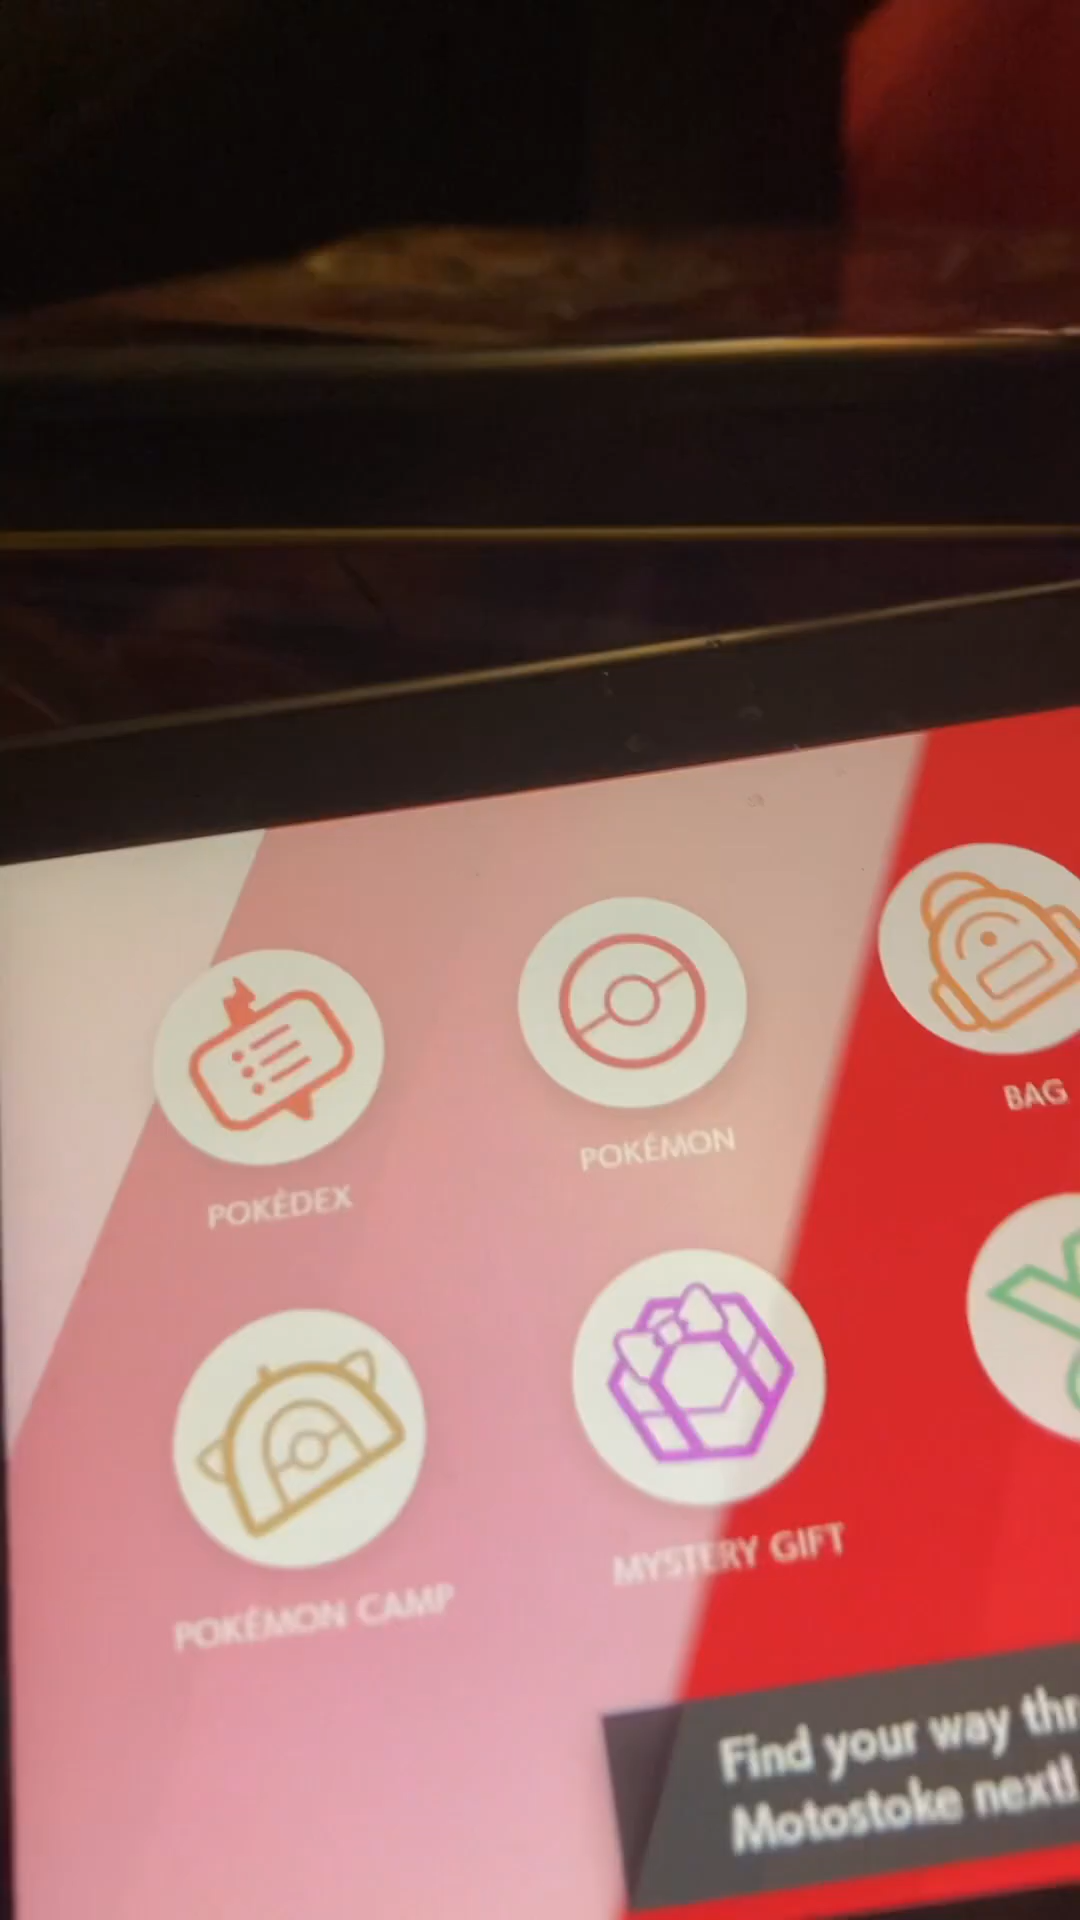 POKÉDEX
POKÉMON
BAG
POKÉMON CAMP
MYSTERY GIFT
Find your way
Motostoke next!